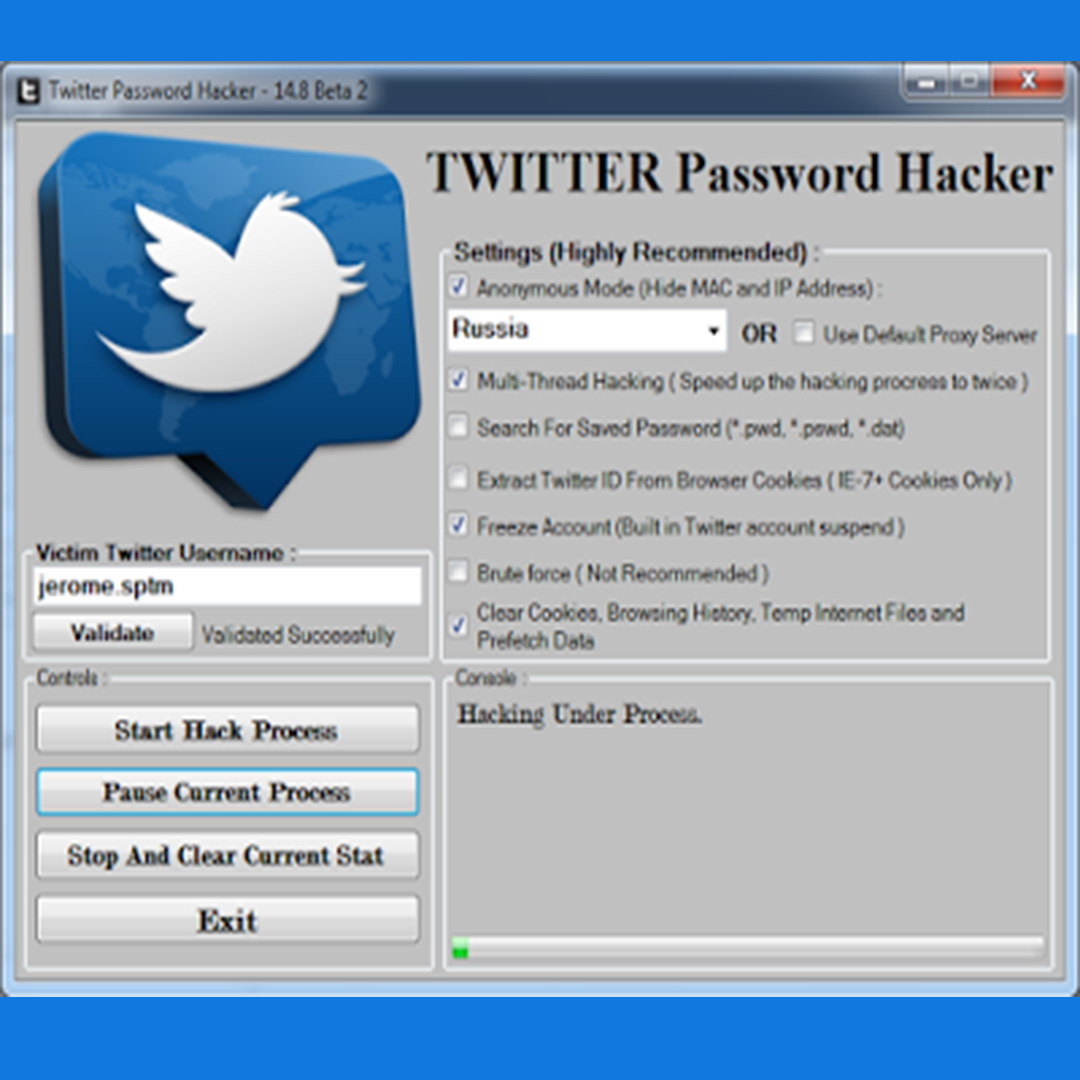 Twitter Password Hacker - 14.8 Beta 2
TWITTER Password Hacker
Settings (Highly Recommended) :
Anonymous Mode (Hide MAC and IP Address) :
Russia
OR
Use Default Proxy Server
Multi-Thread Hacking ( Speed up the hacking procress to twice )
Search For Saved Password (*.pwd, *.pswd, *.dat)
Extract Twitter ID From Browser Cookies ( IE-7+ Cookies Only )
Freeze Account (Built in Twitter account suspend )
Brute force ( Not Recommended )
Clear Cookies, Browsing History, Temp Internet Files and
Prefetch Data
Victim Twitter Username :
jerome.sptm
Validate
Validated Successfully
Controls :
Start Hack Process
Pause Current Process
Stop And Clear Current Stat
Exit
Console :
Hacking Under Process.